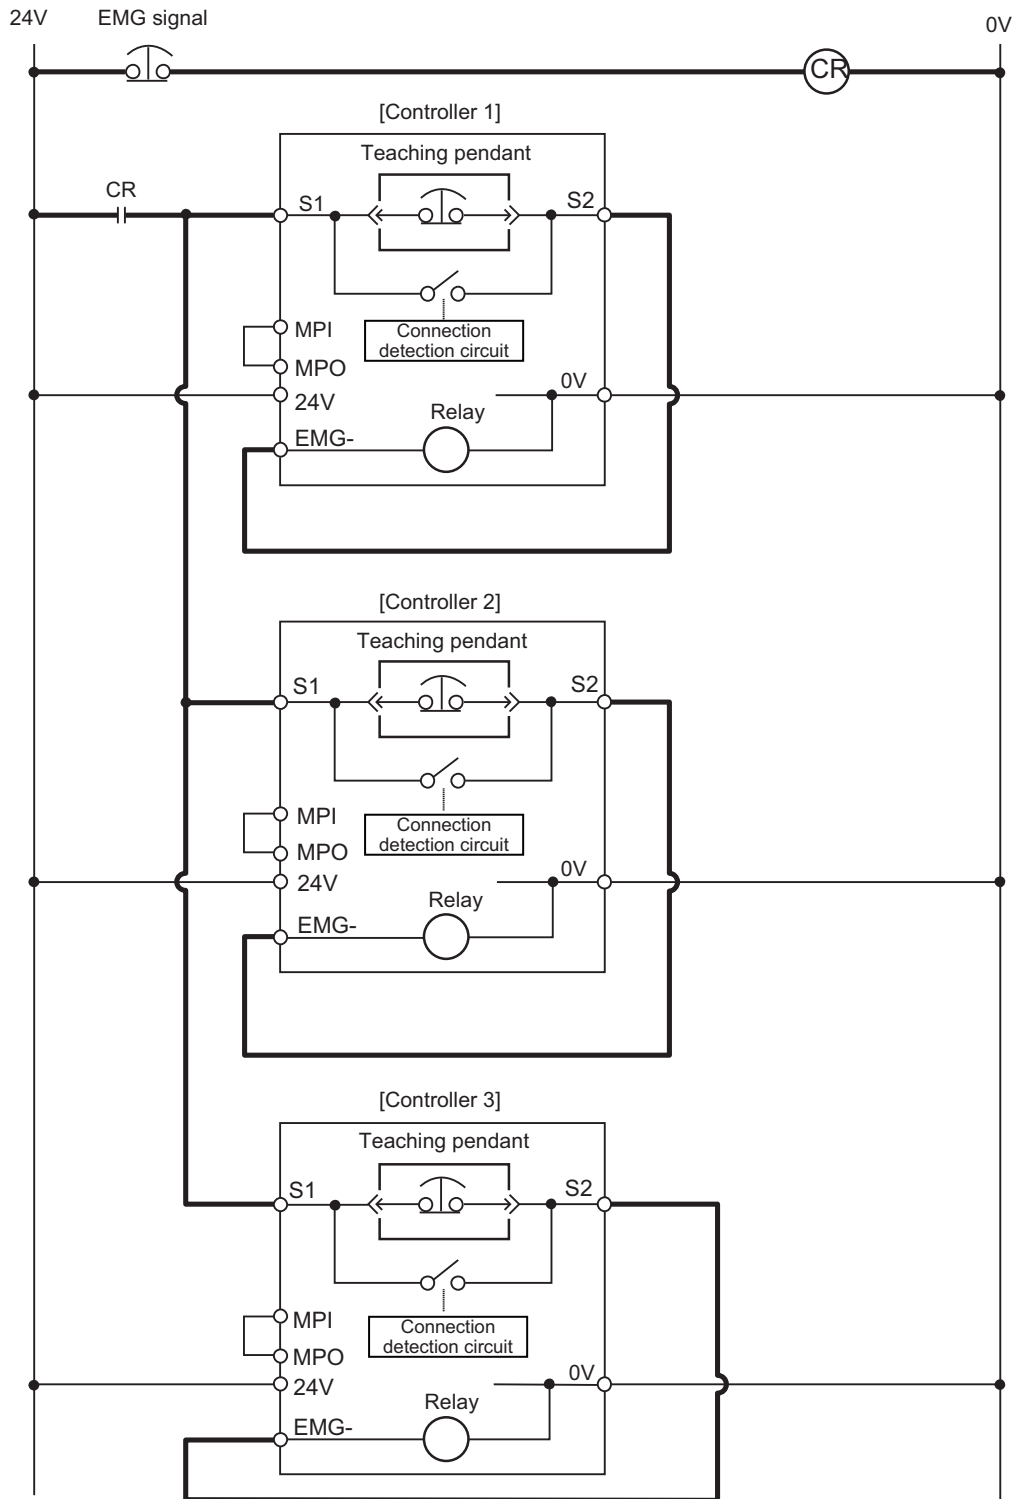 24V EMG signal 0V
CR
[Controller 1]
Teaching pendant
CR
S1 S2
MPI
Connection
detection circuit
MPO
0V
24V
Relay
EMG-
[Controller 2]
Teaching pendant
S1 S2
MPI
Connection
detection circuit
MPO
0V
24V
Relay
EMG-
[Controller 3]
Teaching pendant
S1 S2
MPI
Connection
detection circuit
MPO
0V
24V
Relay
EMG-